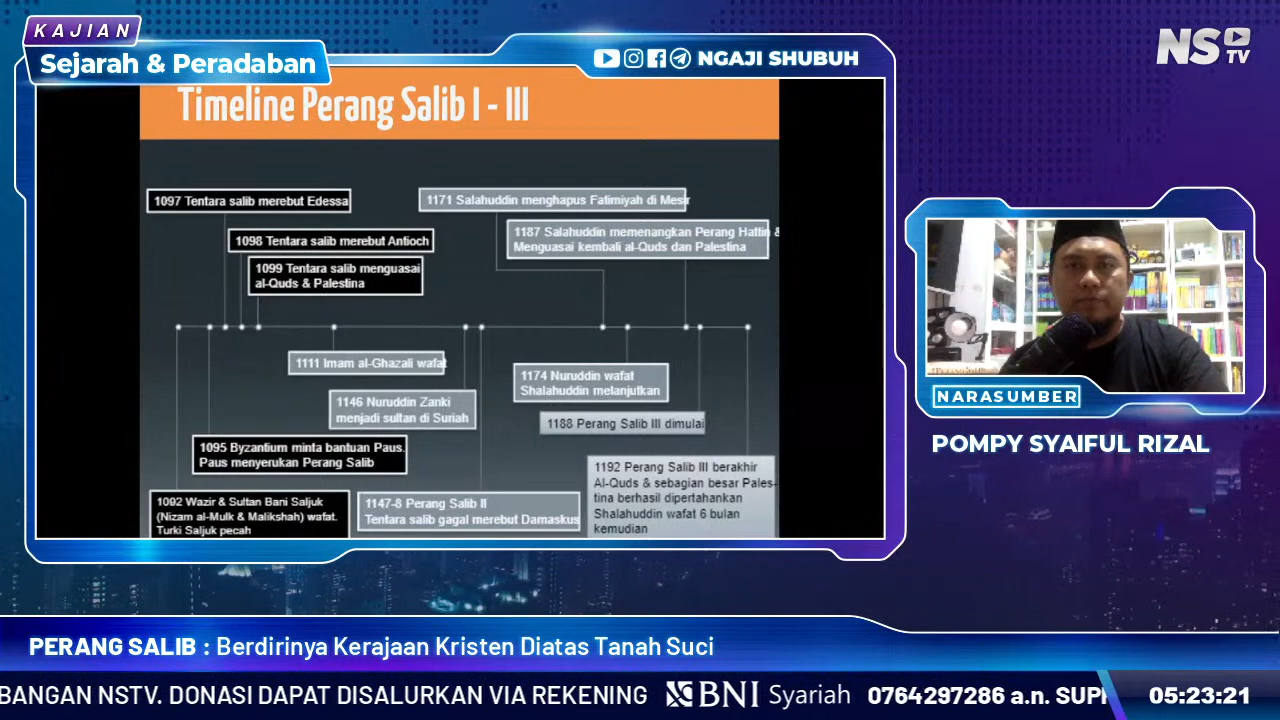 KAJIAN
Sejarah & Peradaban
NGAJI SHUBUH
NS TV
Timeline Perang Salib I - III
1097 Tentara salib merebut Edessa
1098 Tentara salib merebut Antioch
1099 Tentara salib menguasai
al-Quds & Palestina
1171 Salahuddin menghapus Fatimiyah di Mesir
1187 Salahuddin memenangkan Perang Hattin &
Menguasai kembali al-Quds dan Palestina
1111 Imam al-Ghazali wafat
1146 Nuruddin Zanki
menjadi sultan di Suriah
1095 Byzantium minta bantuan Paus.
Paus menyerukan Perang Salib
1092 Wazir & Sultan Bani Saljuk
(Nizam al-Mulk & Malikshah) wafat.
Turki Saljuk pecah
1147-8 Perang Salib II
Tentara salib gagal merebut Damaskus
1174 Nuruddin wafat
Shalahuddin melanjutkan
1188 Perang Salib III dimulai
1192 Perang Salib III berakhir
Al-Quds & sebagian besar Pales-
tina berhasil dipertahankan
Shalahuddin wafat 6 bulan
kemudian
NARASUMBER
POMPY SYAIFUL RIZAL
PERANG SALIB : Berdirinya Kerajaan Kristen Diatas Tanah Suci
BANGAN NSTV. DONASI DAPAT DISALURKAN VIA REKENING BNI Syariah 0764297286 a.n. SUP
05:23:21